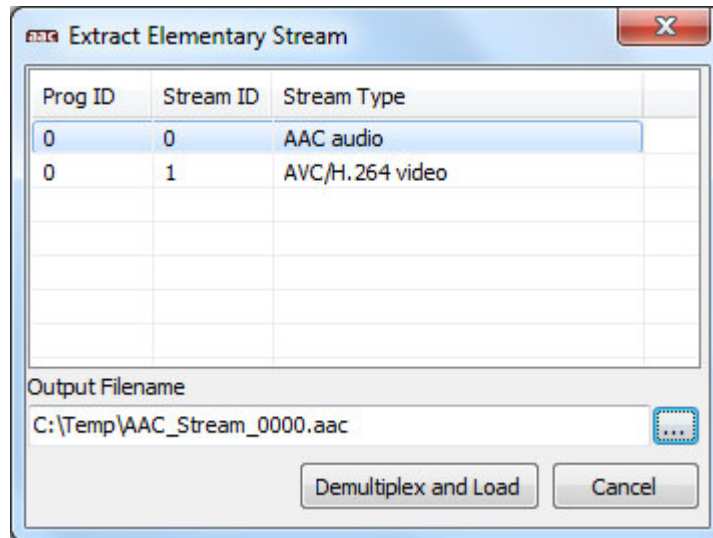 aac Extract Elementary Stream
Prog ID Stream ID Stream Type
0 0 AAC audio
0 1 AVC/H.264 video
Output Filename
C:\Temp\AAC_Stream_0000.aac ...
Demultiplex and Load Cancel